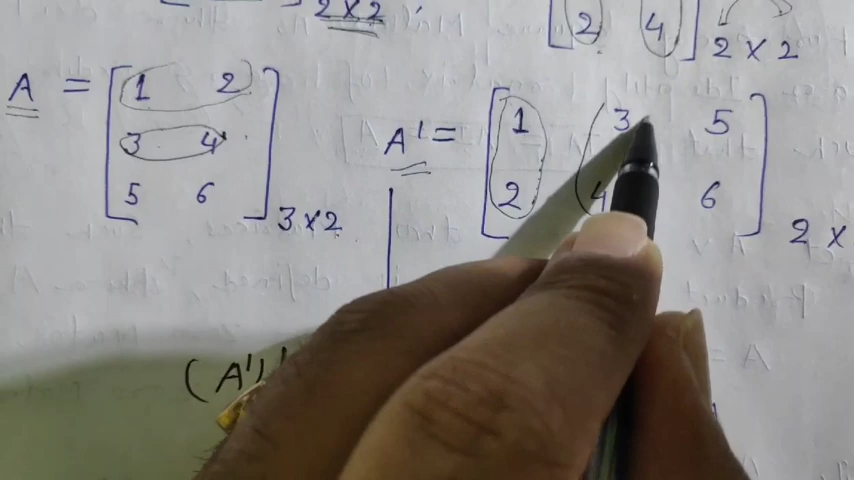 2 × 2
2 4
2 × 2
A = [ 1 2
3 4
5 6 ] 3 × 2
A' = [ 1 3 5
2 4 6 ] 2 ×
(A')'